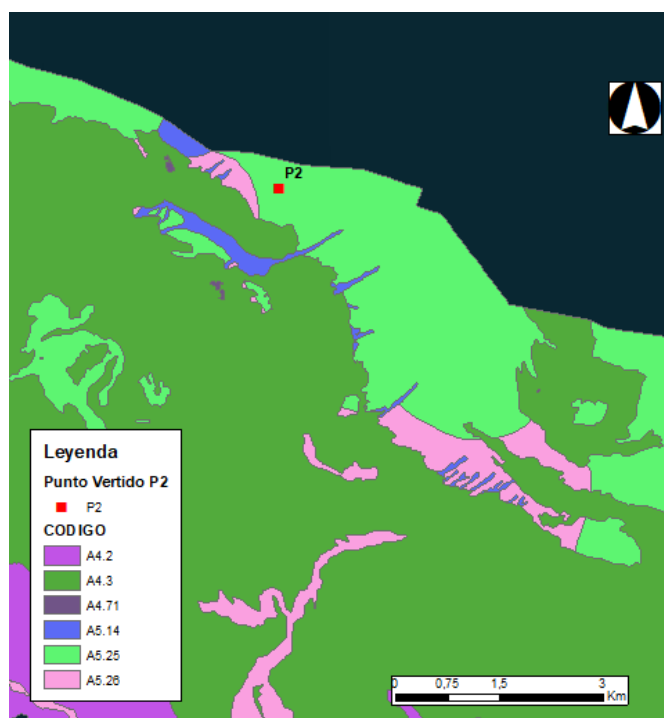 P2
Leyenda
Punto Vertido P2
P2
CODIGO
A4.2
A4.3
A4.71
A5.14
A5.25
A5.26
0 0,75 1,5 3
Km